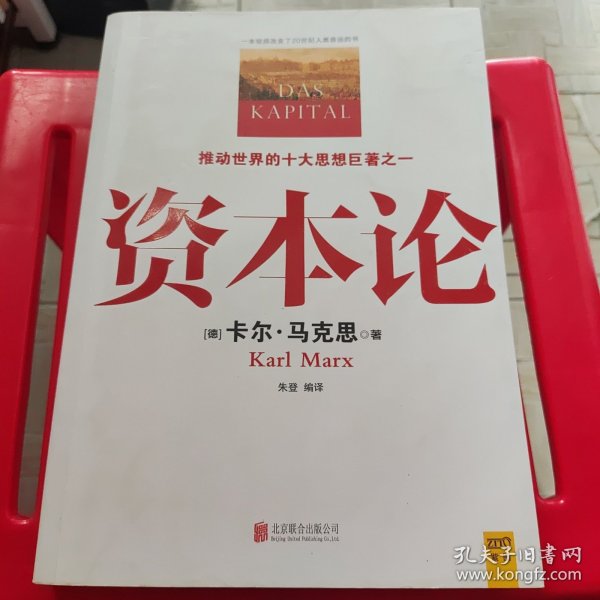 一本彻底改变了20世纪人类命运的书
DAS
KAPITAL
推动世界的十大思想巨著之一
资本论
[德]卡尔·马克思◎著
Karl Marx
朱登 编译
北京联合出版公司
Beijing United Publishing Co.,Ltd.
孔夫子旧书网
www.kongfz.com